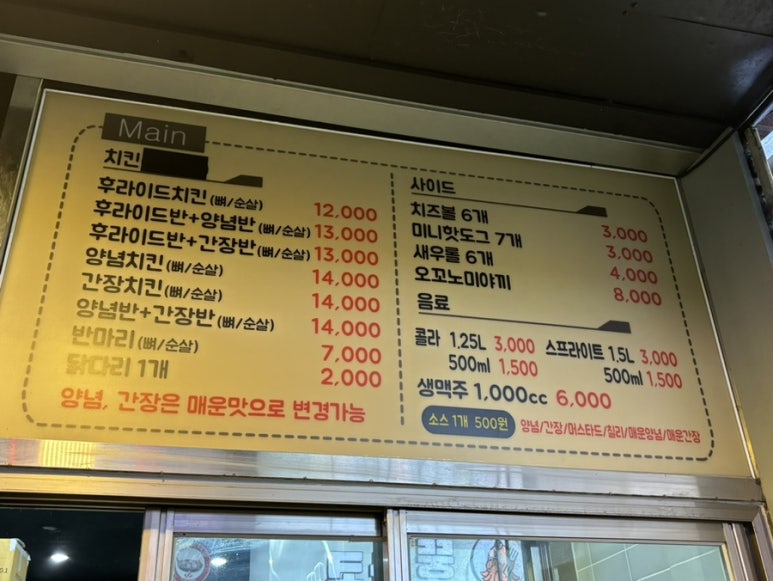 Main
치킨
후라이드치킨 (뼈/순살) 12,000
후라이드반+양념반 (뼈/순살) 13,000
후라이드반+간장반 (뼈/순살) 13,000
양념치킨 (뼈/순살) 14,000
간장치킨 (뼈/순살) 14,000
양념반+간장반 (뼈/순살) 14,000
반마리 (뼈/순살) 7,000
닭다리 1개 2,000
양념, 간장은 매운맛으로 변경가능
사이드
치즈볼 6개 3,000
미니핫도그 7개 3,000
새우롤 6개 4,000
오꼬노미야끼 8,000
음료
콜라 1.25L 3,000 스프라이트 1.5L 3,000
500ml 1,500 500ml 1,500
생맥주 1,000cc 6,000
소스 1개 500원 양념/간장/머스타드/칠리/매운양념/매운간장